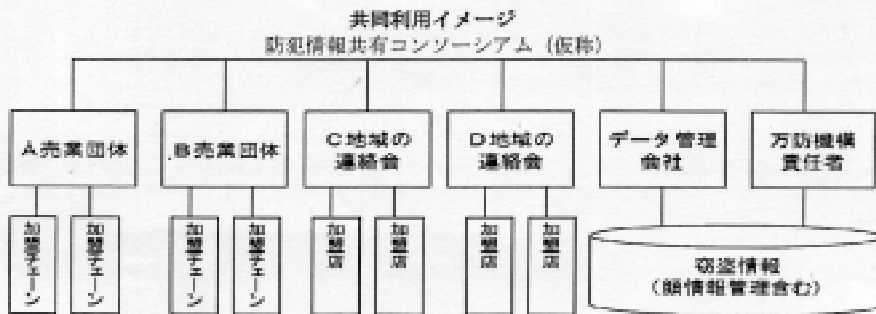 共同利用イメージ
防犯情報共有コンソーシアム（仮称）
A売業団体
B売業団体
C地域の
連絡会
D地域の
連絡会
データ管理
会社
万防機構
責任者
加盟チェーン
加盟チェーン
加盟チェーン
加盟チェーン
加盟店
加盟店
加盟店
加盟店
窃盗情報
（顔情報管理含む）